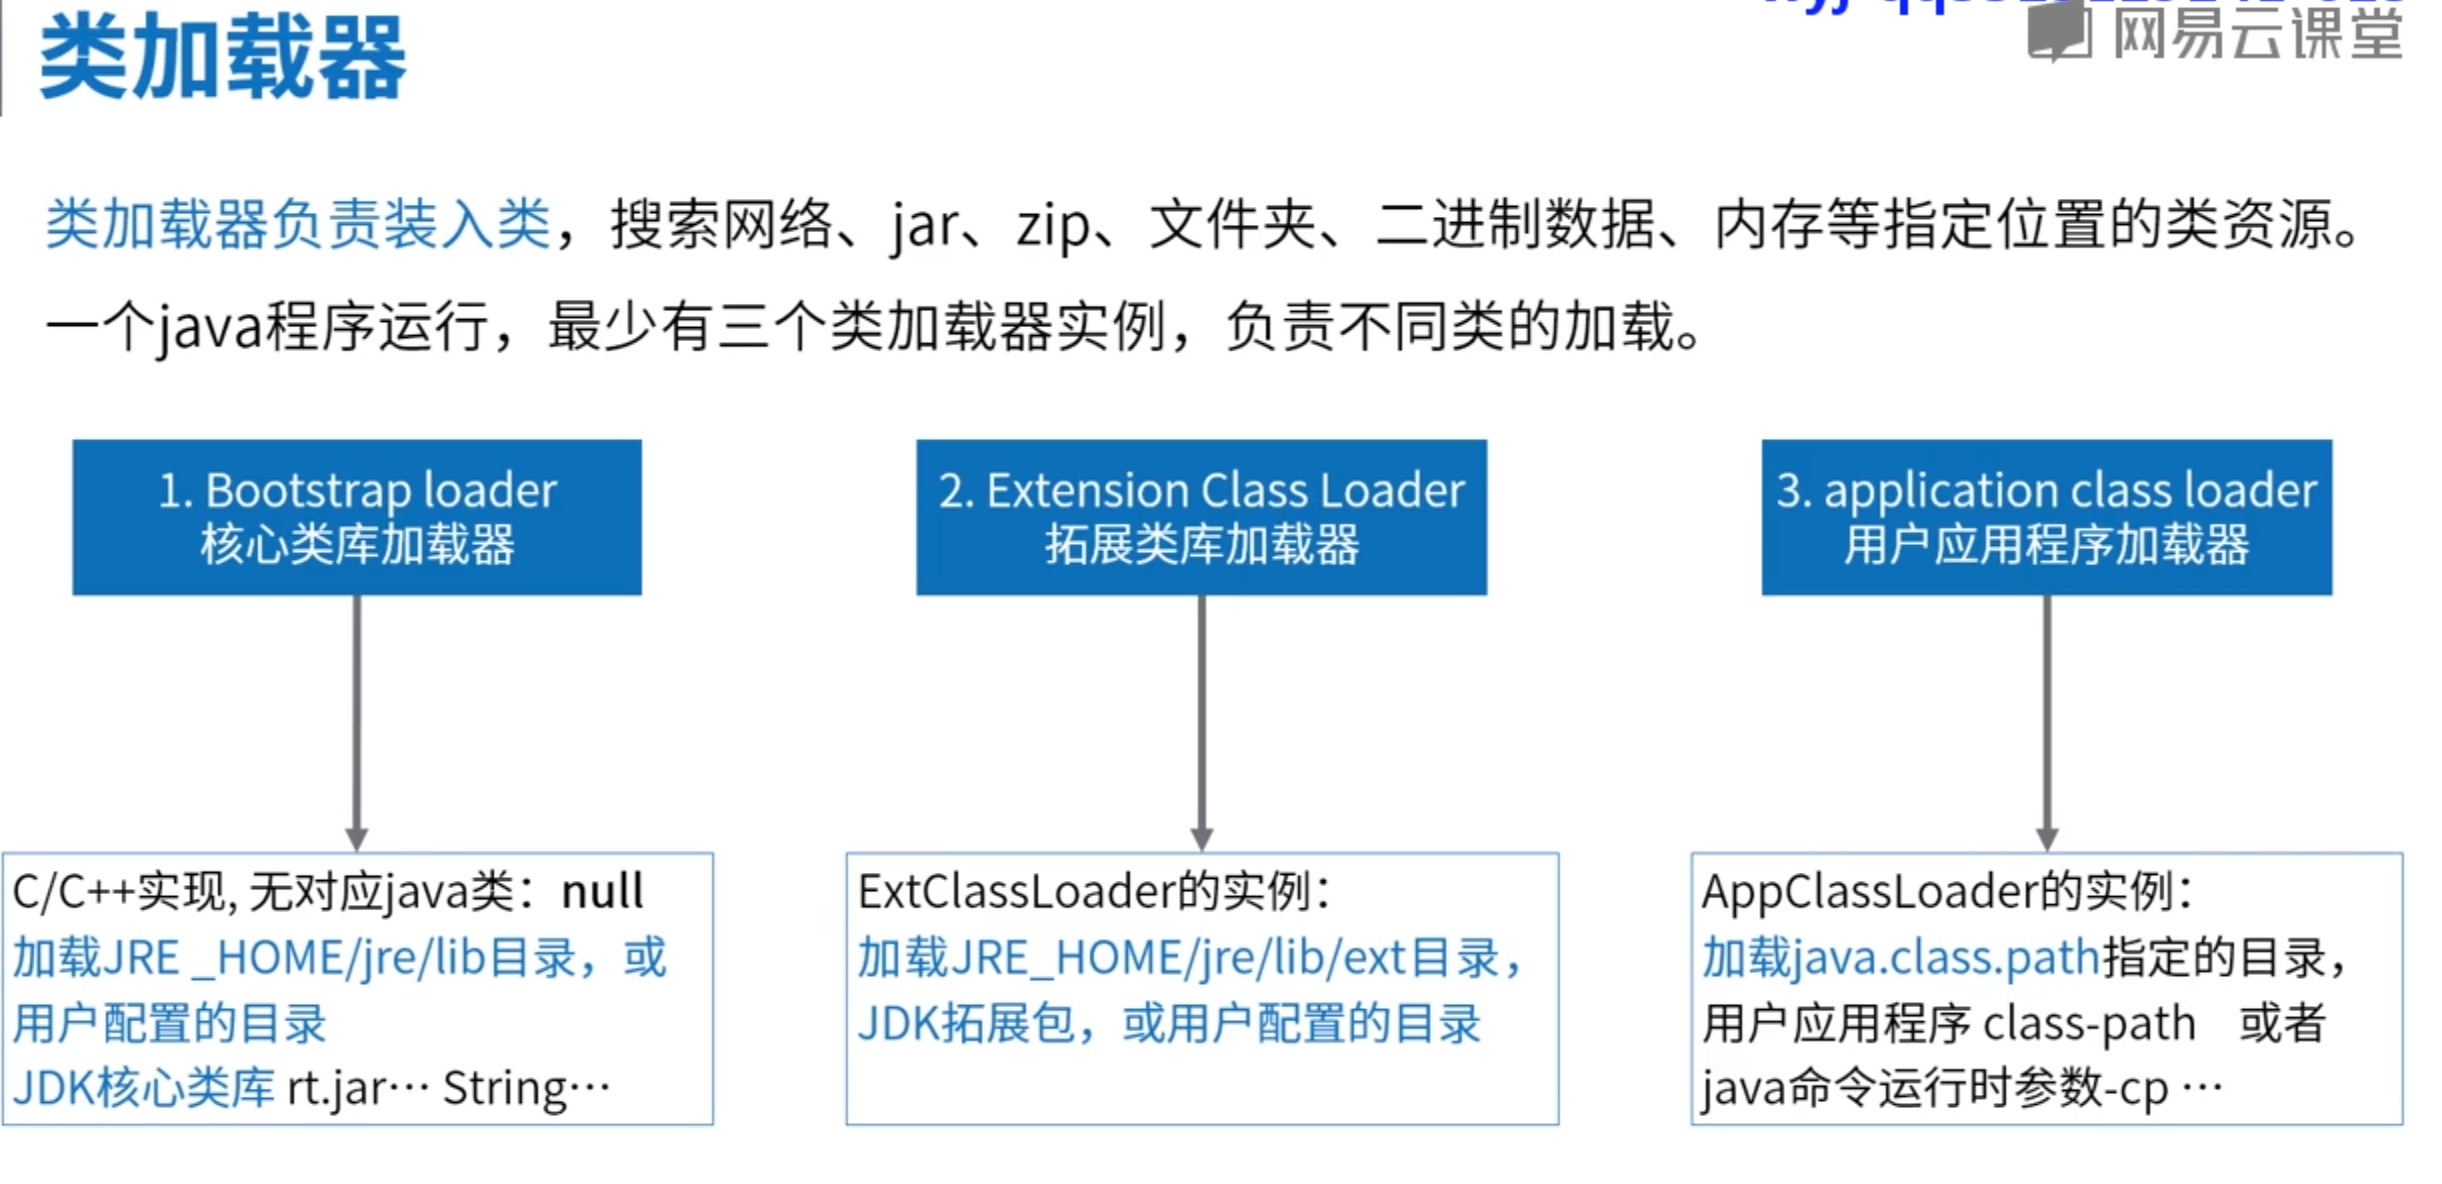 类加载器
网易云课堂
类加载器负责装入类，搜索网络、jar、zip、文件夹、二进制数据、内存等指定位置的类资源。
一个java程序运行，最少有三个类加载器实例，负责不同类的加载。
1. Bootstrap loader
核心类库加载器
2. Extension Class Loader
拓展类库加载器
3. application class loader
用户应用程序加载器
C/C++实现, 无对应java类：null
加载JRE _HOME/jre/lib目录，或
用户配置的目录
JDK核心类库 rt.jar… String…
ExtClassLoader的实例：
加载JRE_HOME/jre/lib/ext目录，
JDK拓展包，或用户配置的目录
AppClassLoader的实例：
加载java.class.path指定的目录，
用户应用程序 class-path 或者
java命令运行时参数-cp …